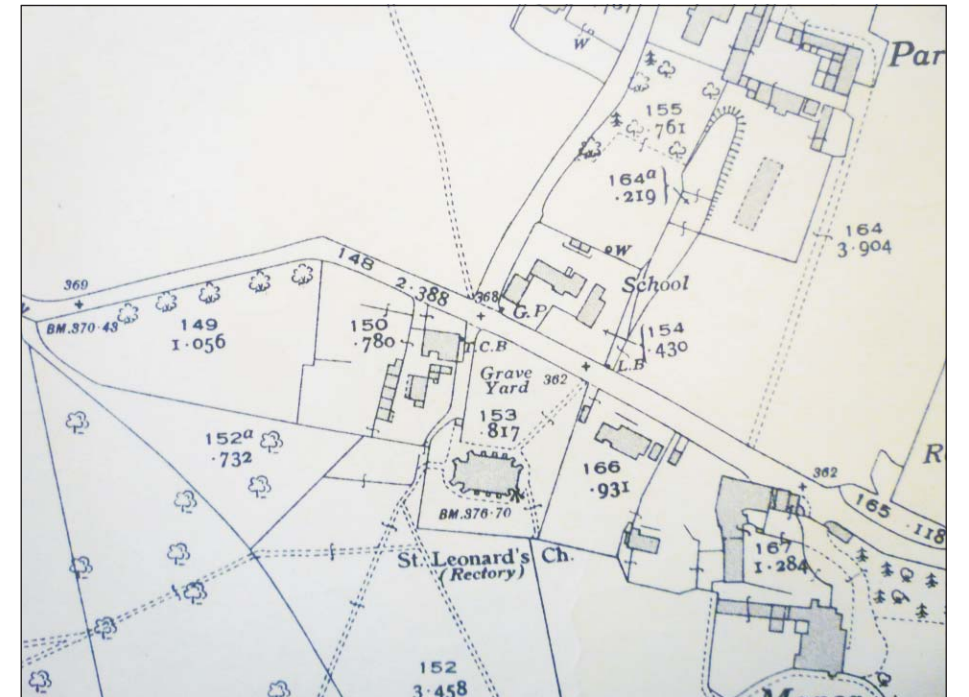 W
Par
155
.761
164a
.219
W
164
3.904
148
2.388
369
368
School
G.P
BM.370.43
149
1.056
150
.780
T.C.B
154
.430
L.B
Grave
Yard
362
153
.817
152a
.732
166
.931
362
R
165 .118
BM.376.70
167
1.284
St. Leonard's Ch.
(Rectory)
152
3.458